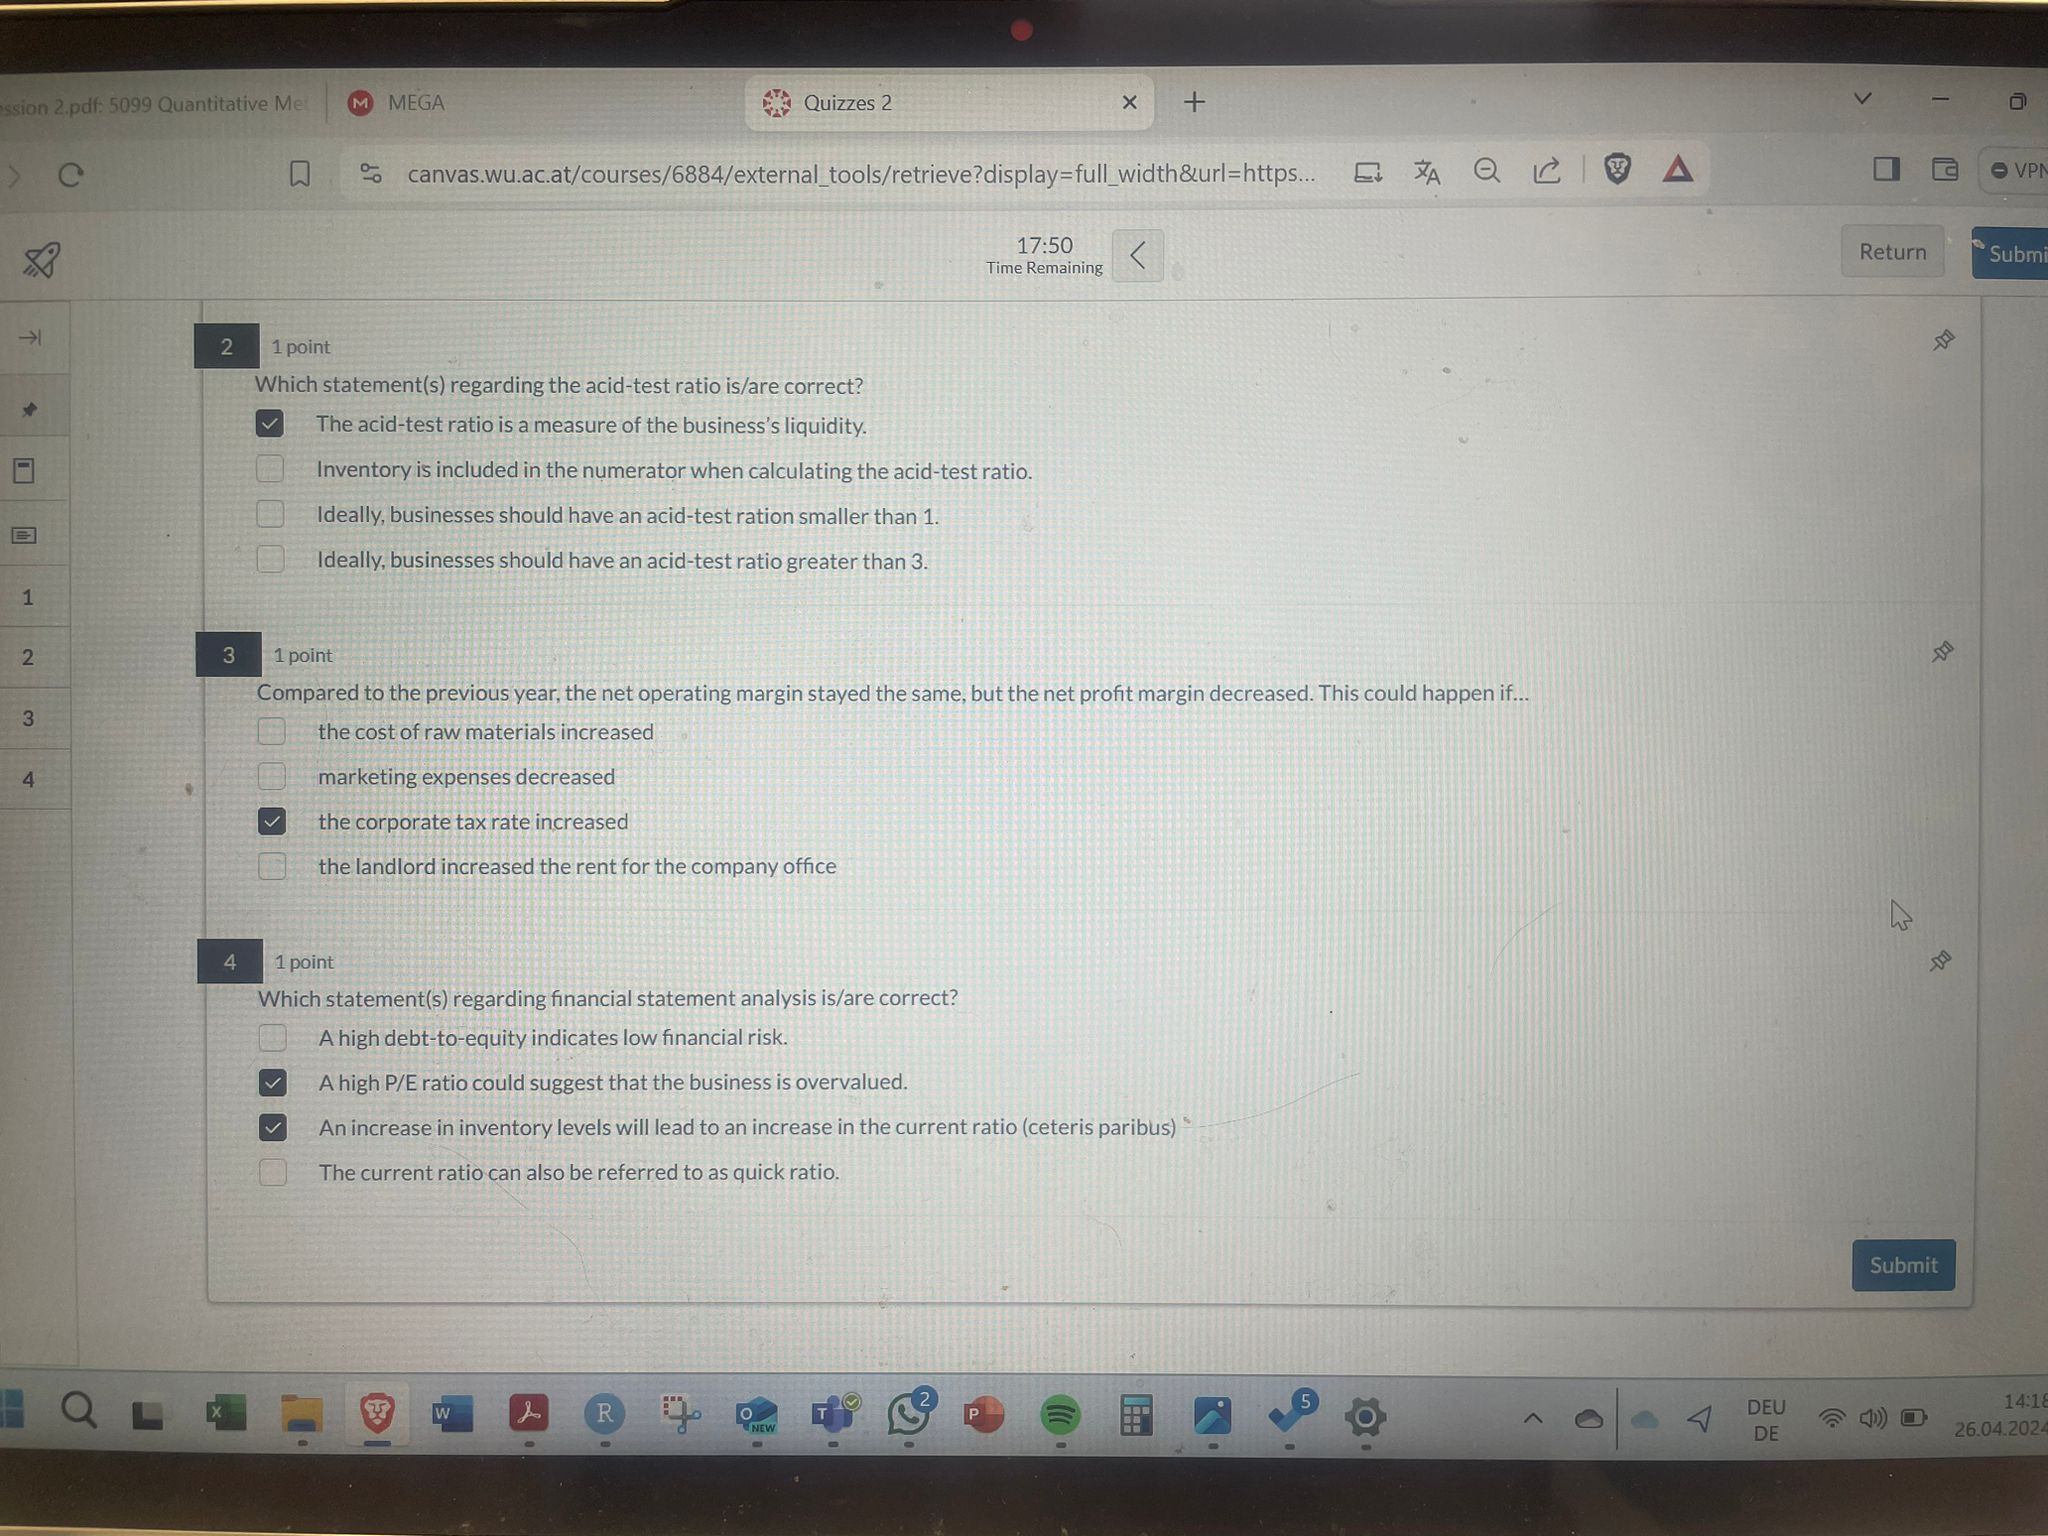 ession 2.pdf: 5099 Quantitative Me
MEGA
Quizzes 2
canvas.wu.ac.at/courses/6884/external_tools/retrieve?display=full_width&url=https...
VPN
17:50
Time Remaining
Return
Submi
2
1 point
Which statement(s) regarding the acid-test ratio is/are correct?
The acid-test ratio is a measure of the business's liquidity.
Inventory is included in the numerator when calculating the acid-test ratio.
Ideally, businesses should have an acid-test ration smaller than 1.
Ideally, businesses should have an acid-test ratio greater than 3.
1
2
3
4
3
1 point
Compared to the previous year, the net operating margin stayed the same, but the net profit margin decreased. This could happen if...
the cost of raw materials increased
marketing expenses decreased
the corporate tax rate increased
the landlord increased the rent for the company office
4
1 point
Which statement(s) regarding financial statement analysis is/are correct?
A high debt-to-equity indicates low financial risk.
A high P/E ratio could suggest that the business is overvalued.
An increase in inventory levels will lead to an increase in the current ratio (ceteris paribus)
The current ratio can also be referred to as quick ratio.
Submit
X
W
R
O
NEW
T
2
P
5
DEU
DE
14:18
26.04.2024